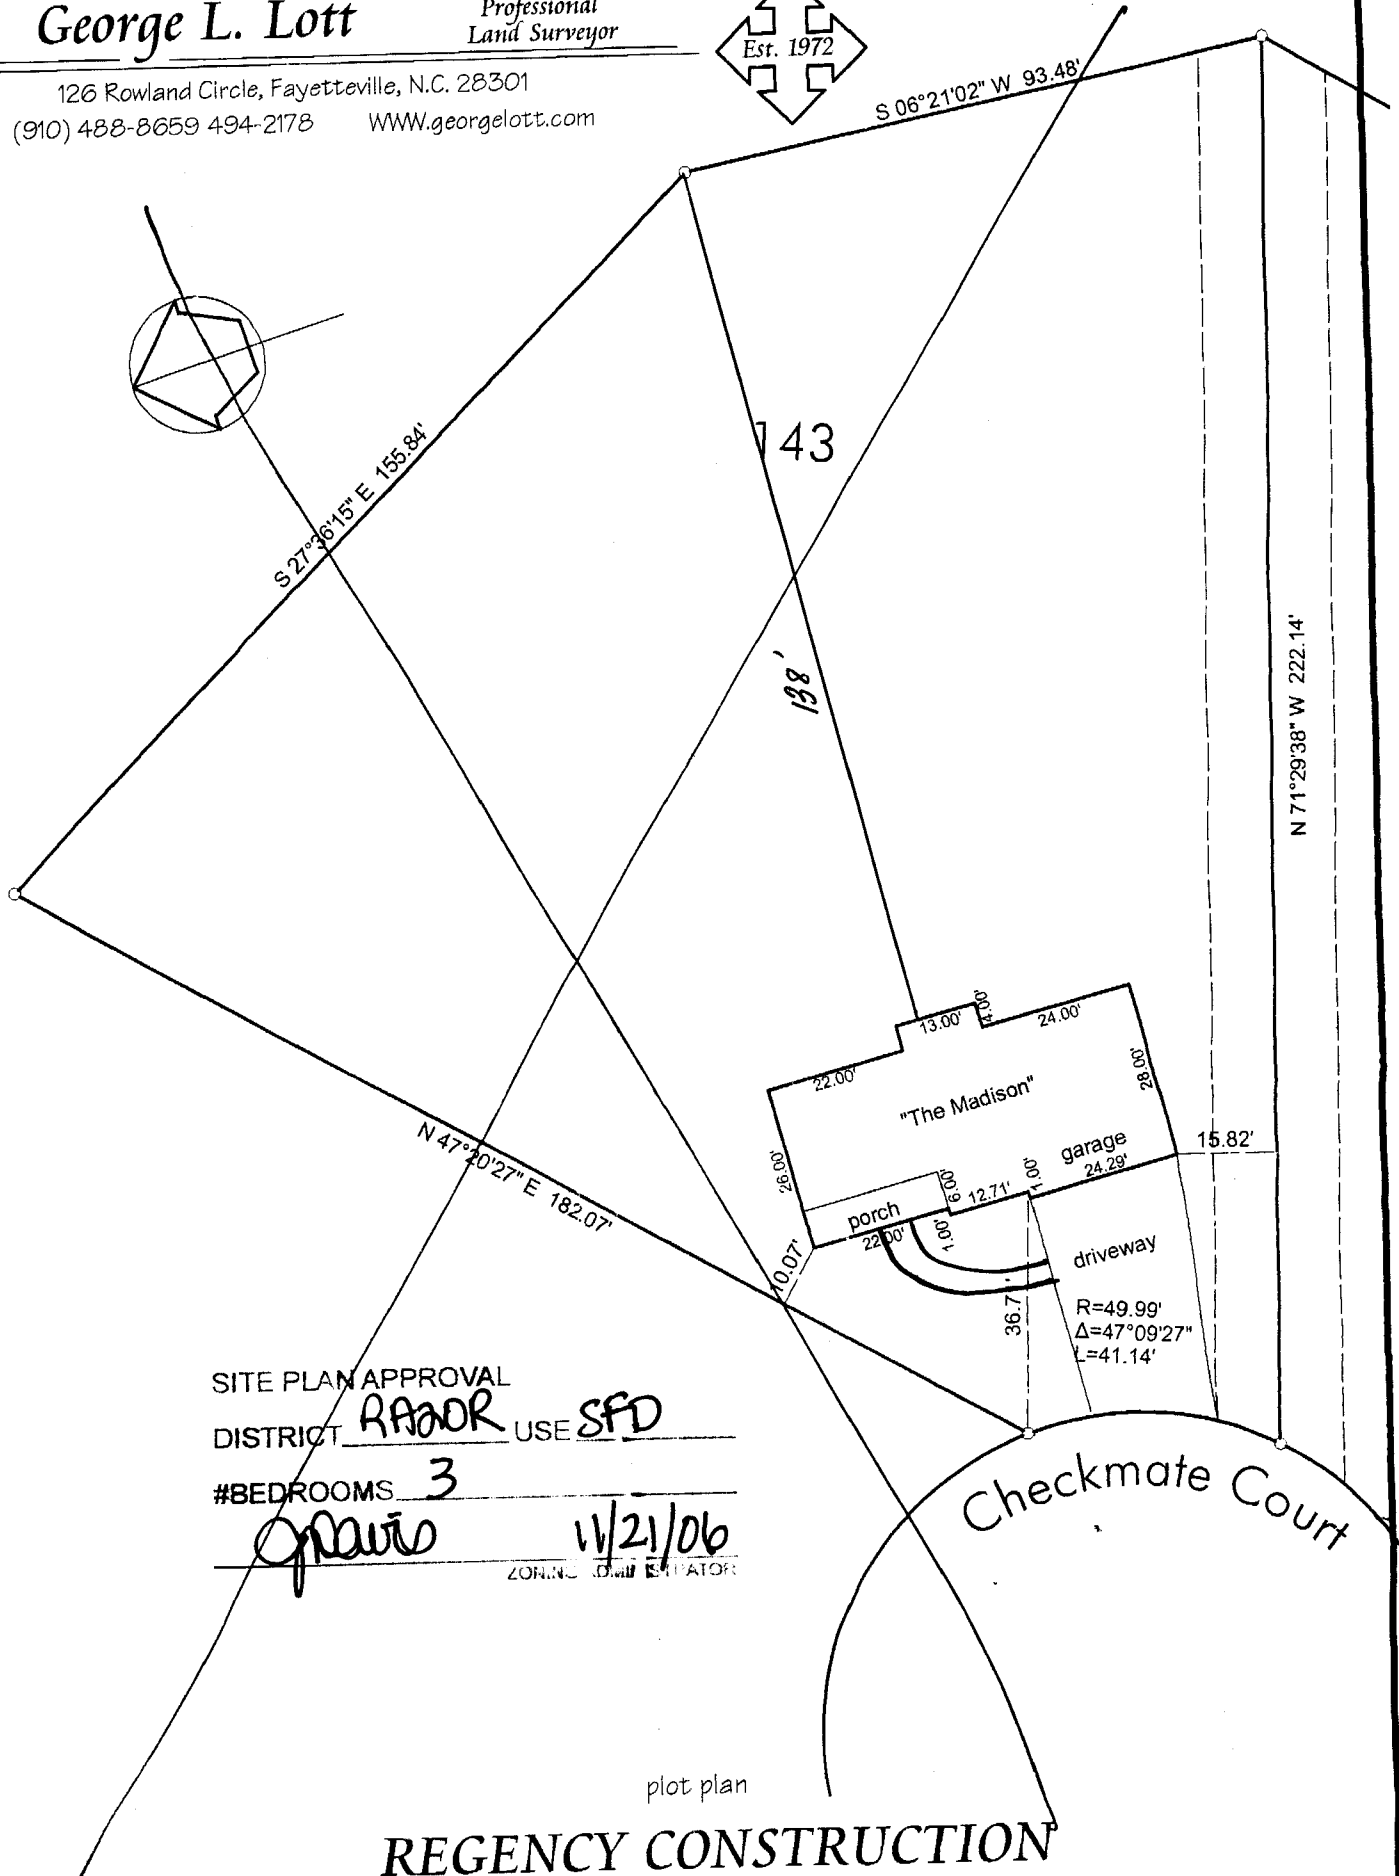 George L. Lott
Professional
Land Surveyor
Est. 1972
126 Rowland Circle, Fayetteville, N.C. 28301
(910) 488-8659 494-2178 WWW.georgelott.com
S 06°21'02" W 93.48'
S 27°36'15" E 155.84'
143
138'
N 71°29'38" W 222.14'
13.00'
4.00'
24.00'
22.00'
28.00'
"The Madison"
garage
15.82'
24.29'
26.00'
6.00'
12.71'
1.00'
porch
22.00'
1.00'
N 47°20'27" E 182.07'
10.07'
driveway
36.7
R=49.99'
Δ=47°09'27"
L=41.14'
SITE PLAN APPROVAL
DISTRICT RA20R USE SFD
#BEDROOMS 3
11/21/06
ZONING ADMINISTRATOR
Checkmate Court
plot plan
REGENCY CONSTRUCTION